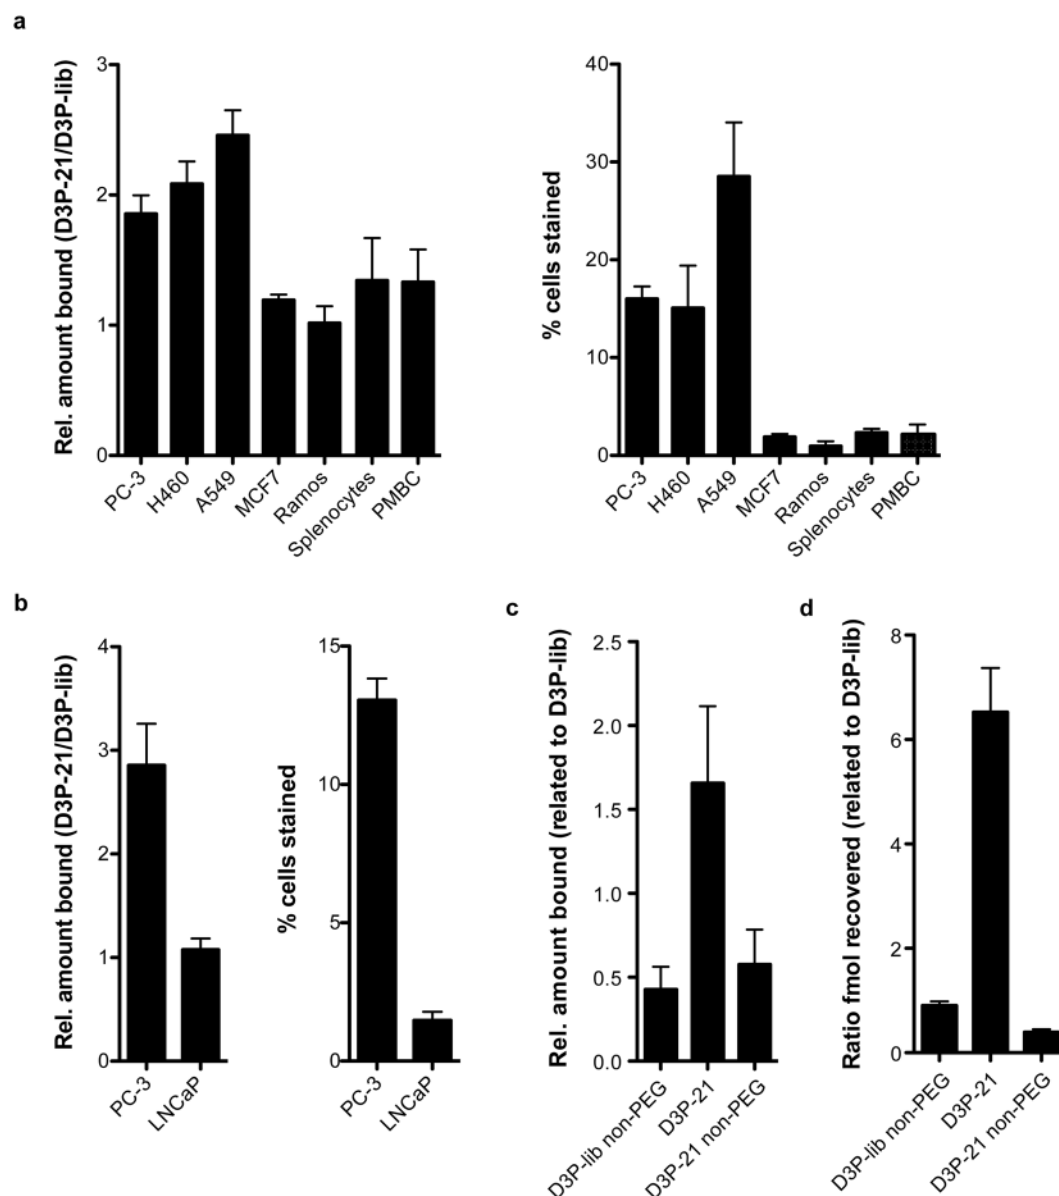 a
Rel. amount bound (D3P-21/D3P-lib)
3
2
1
0
PC-3
H460
A549
MCF7
Ramos
Splenocytes
PMBC
% cells stained
40
30
20
10
0
PC-3
H460
A549
MCF7
Ramos
Splenocytes
PMBC
b
Rel. amount bound (D3P-21/D3P-lib)
4
3
2
1
0
PC-3
LNCaP
% cells stained
15
10
5
0
PC-3
LNCaP
c
Rel. amount bound (related to D3P-lib)
2.5
2.0
1.5
1.0
0.5
0.0
D3P-lib non-PEG
D3P-21
D3P-21 non-PEG
d
Ratio fmol recovered (related to D3P-lib)
8
6
4
2
0
D3P-lib non-PEG
D3P-21
D3P-21 non-PEG